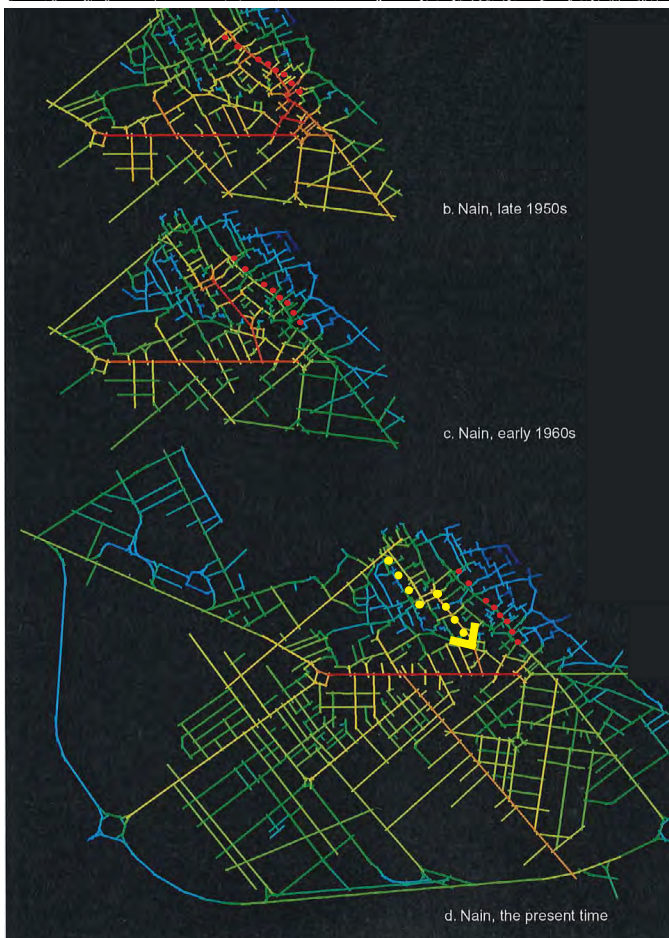 b. Nain, late 1950s
c. Nain, early 1960s
d. Nain, the present time